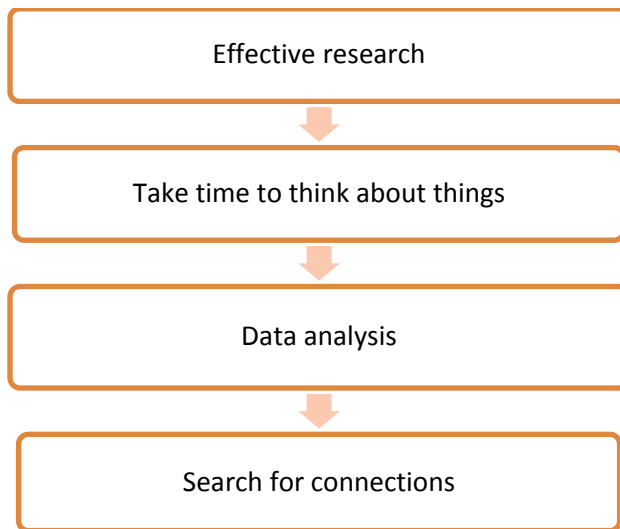 Effective research
Take time to think about things
Data analysis
Search for connections